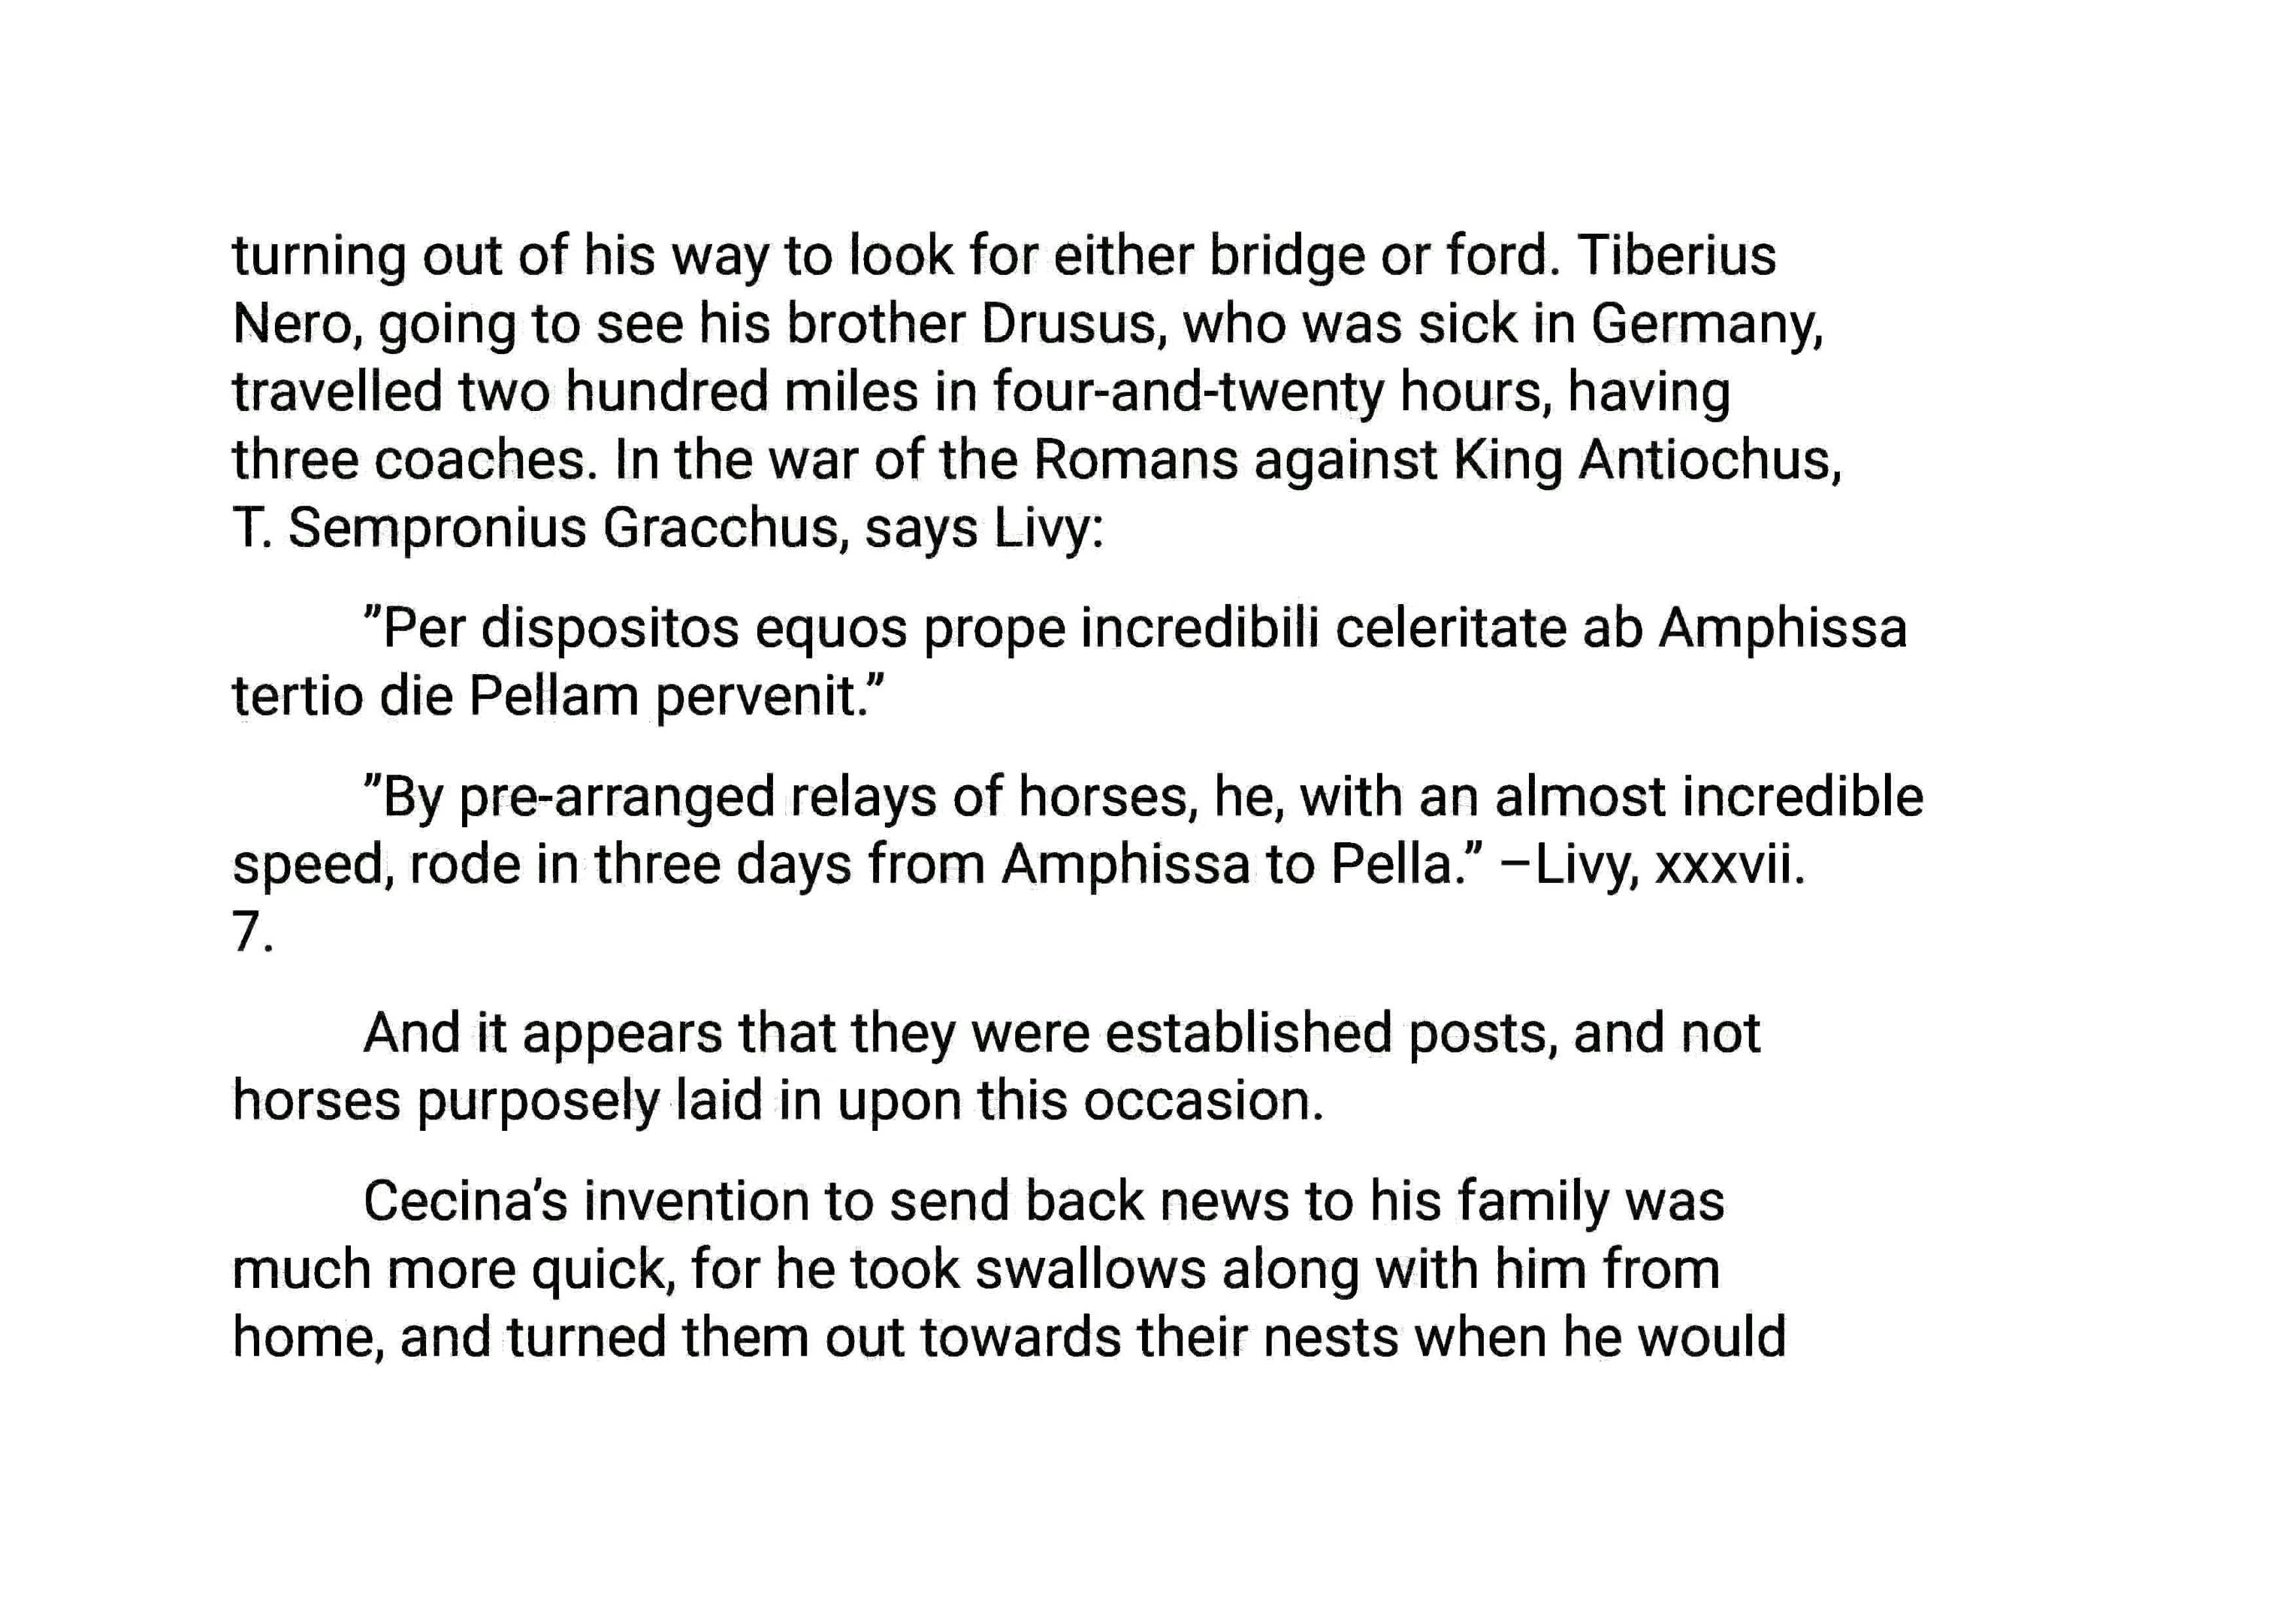 turning out of his way to look for either bridge or ford. Tiberius
Nero, going to see his brother Drusus, who was sick in Germany,
travelled two hundred miles in four-and-twenty hours, having
three coaches. In the war of the Romans against King Antiochus,
T. Sempronius Gracchus, says Livy:
”Per dispositos equos prope incredibili celeritate ab Amphissa
tertio die Pellam pervenit.”
”By pre-arranged relays of horses, he, with an almost incredible
speed, rode in three days from Amphissa to Pella.” –Livy, xxxvii.
7.
And it appears that they were established posts, and not
horses purposely laid in upon this occasion.
Cecina’s invention to send back news to his family was
much more quick, for he took swallows along with him from
home, and turned them out towards their nests when he would